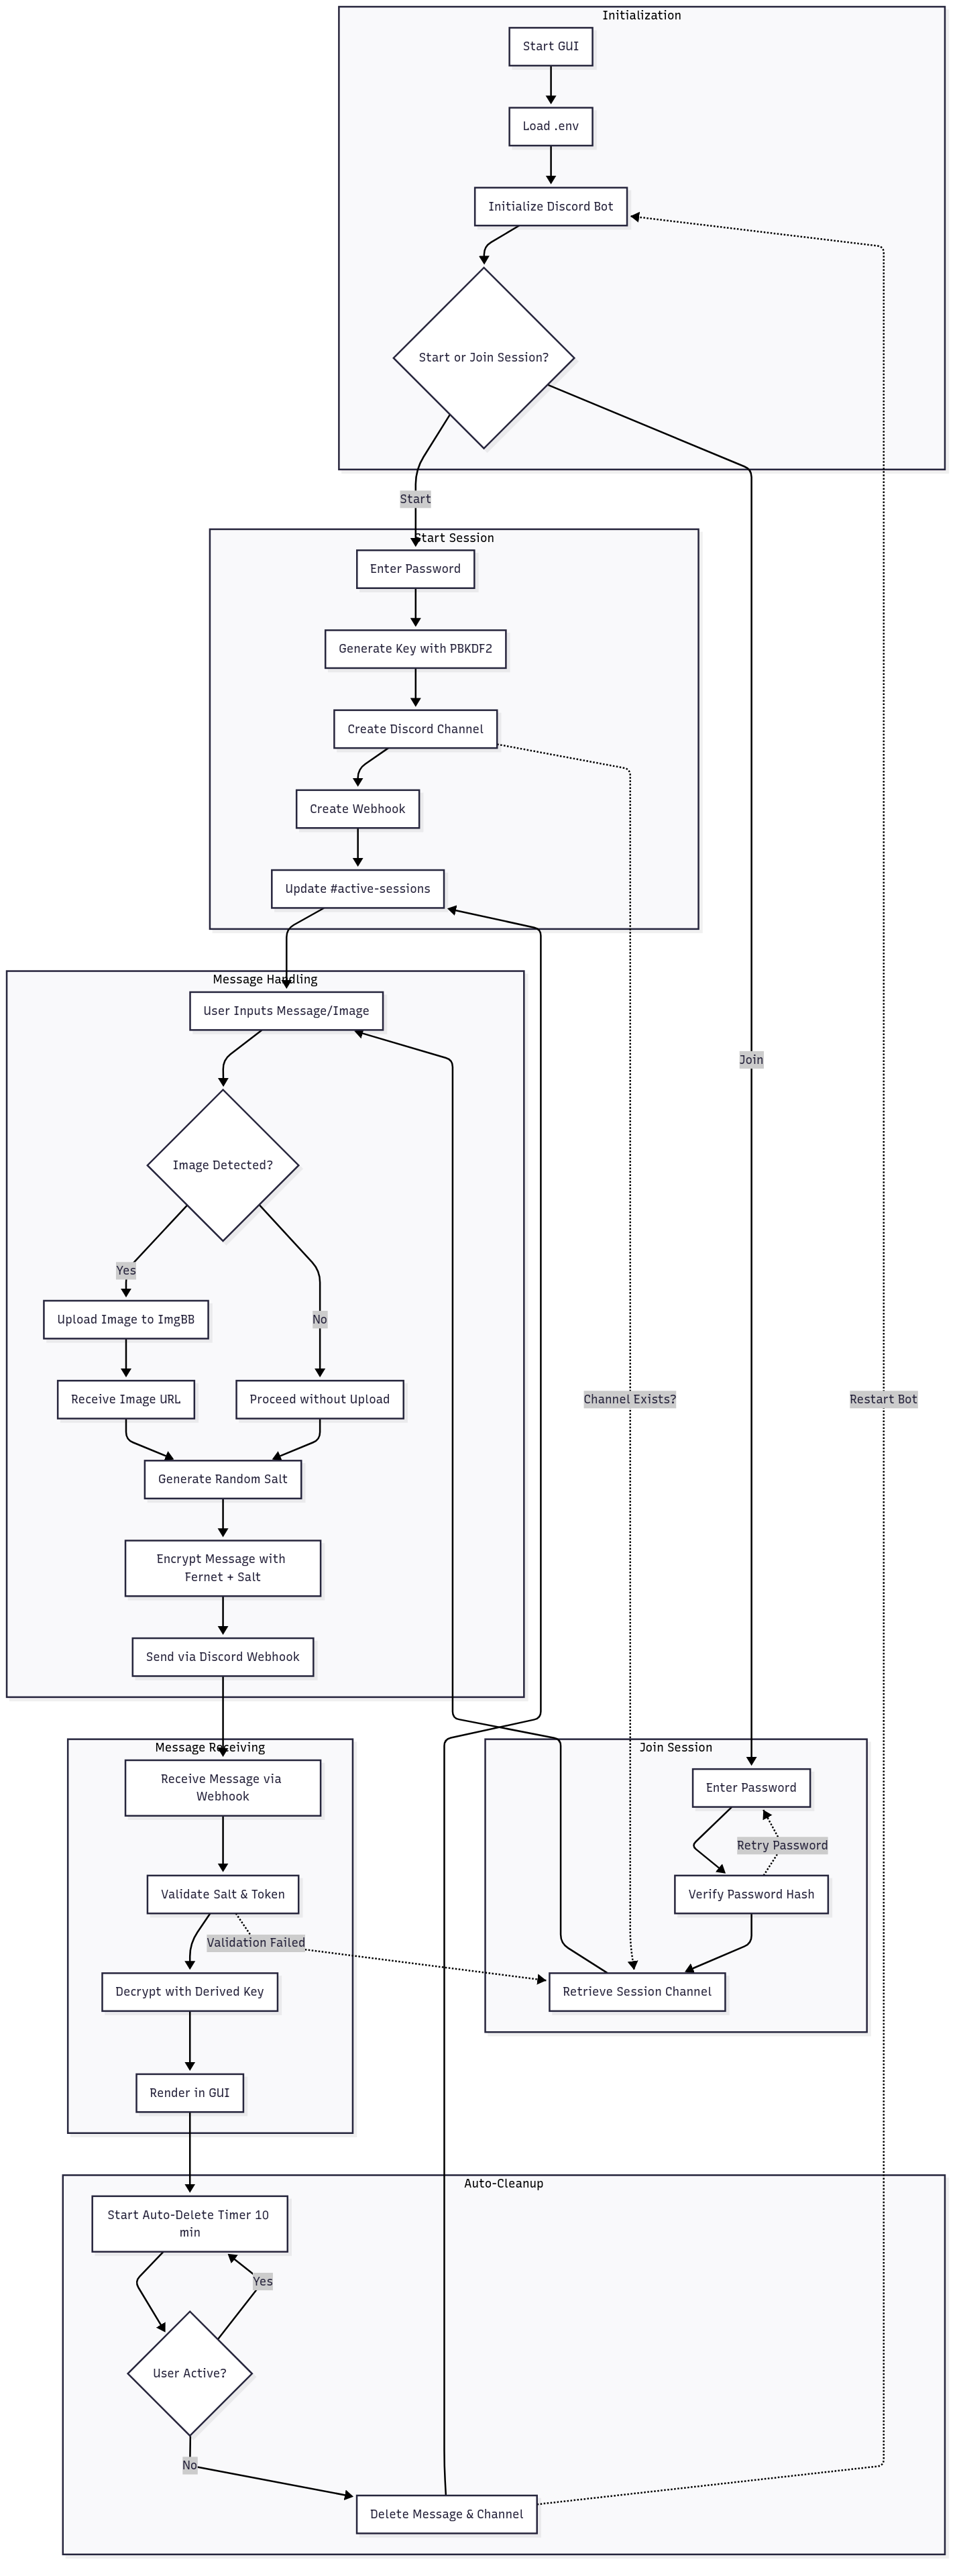 Initialization
Start GUI
Load .env
Initialize Discord Bot
Start or Join Session?
Start
Start Session
Enter Password
Generate Key with PBKDF2
Create Discord Channel
Create Webhook
Update #active-sessions
Message Handling
User Inputs Message/Image
Join
Image Detected?
Yes
Upload Image to ImgBB
No
Receive Image URL
Proceed without Upload
Channel Exists?
Restart Bot
Generate Random Salt
Encrypt Message with
Fernet + Salt
Send via Discord Webhook
Message Receiving
Receive Message via
Webhook
Validate Salt & Token
Validation Failed
Decrypt with Derived Key
Render in GUI
Join Session
Enter Password
Retry Password
Verify Password Hash
Retrieve Session Channel
Auto-Cleanup
Start Auto-Delete Timer 10
min
Yes
User Active?
No
Delete Message & Channel